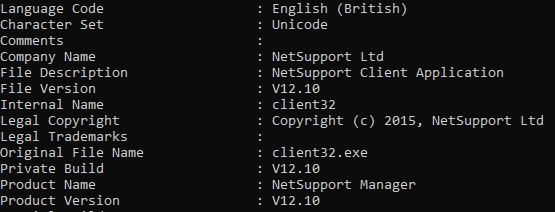 Language Code : English (British)
Character Set : Unicode
Comments :
Company Name : NetSupport Ltd
File Description : NetSupport Client Application
File Version : V12.10
Internal Name : client32
Legal Copyright : Copyright (c) 2015, NetSupport Ltd
Legal Trademarks :
Original File Name : client32.exe
Private Build : V12.10
Product Name : NetSupport Manager
Product Version : V12.10